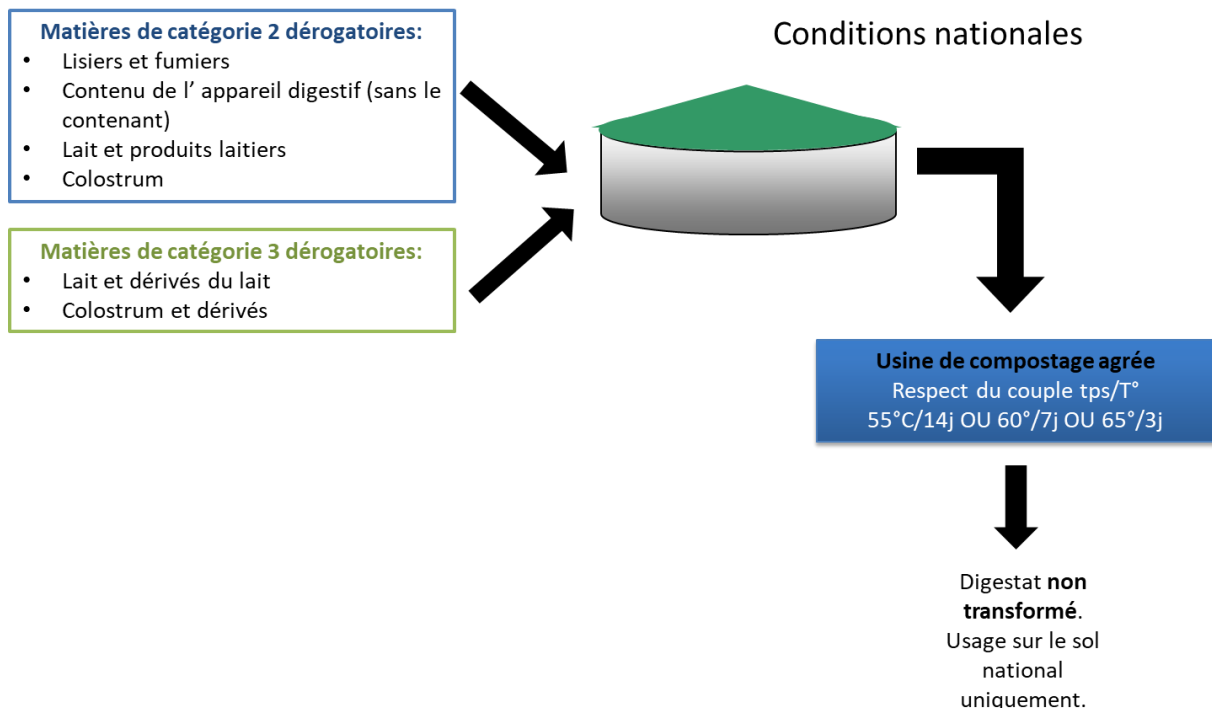 Matières de catégorie 2 dérogatoires:
• Lisiers et fumiers
• Contenu de l’ appareil digestif (sans le
contenant)
• Lait et produits laitiers
• Colostrum
Conditions nationales
Matières de catégorie 3 dérogatoires:
• Lait et dérivés du lait
• Colostrum et dérivés
Usine de compostage agrée
Respect du couple tps/T°
55°C/14j OU 60°/7j OU 65°/3j
Digestat non
transformé.
Usage sur le sol
national
uniquement.